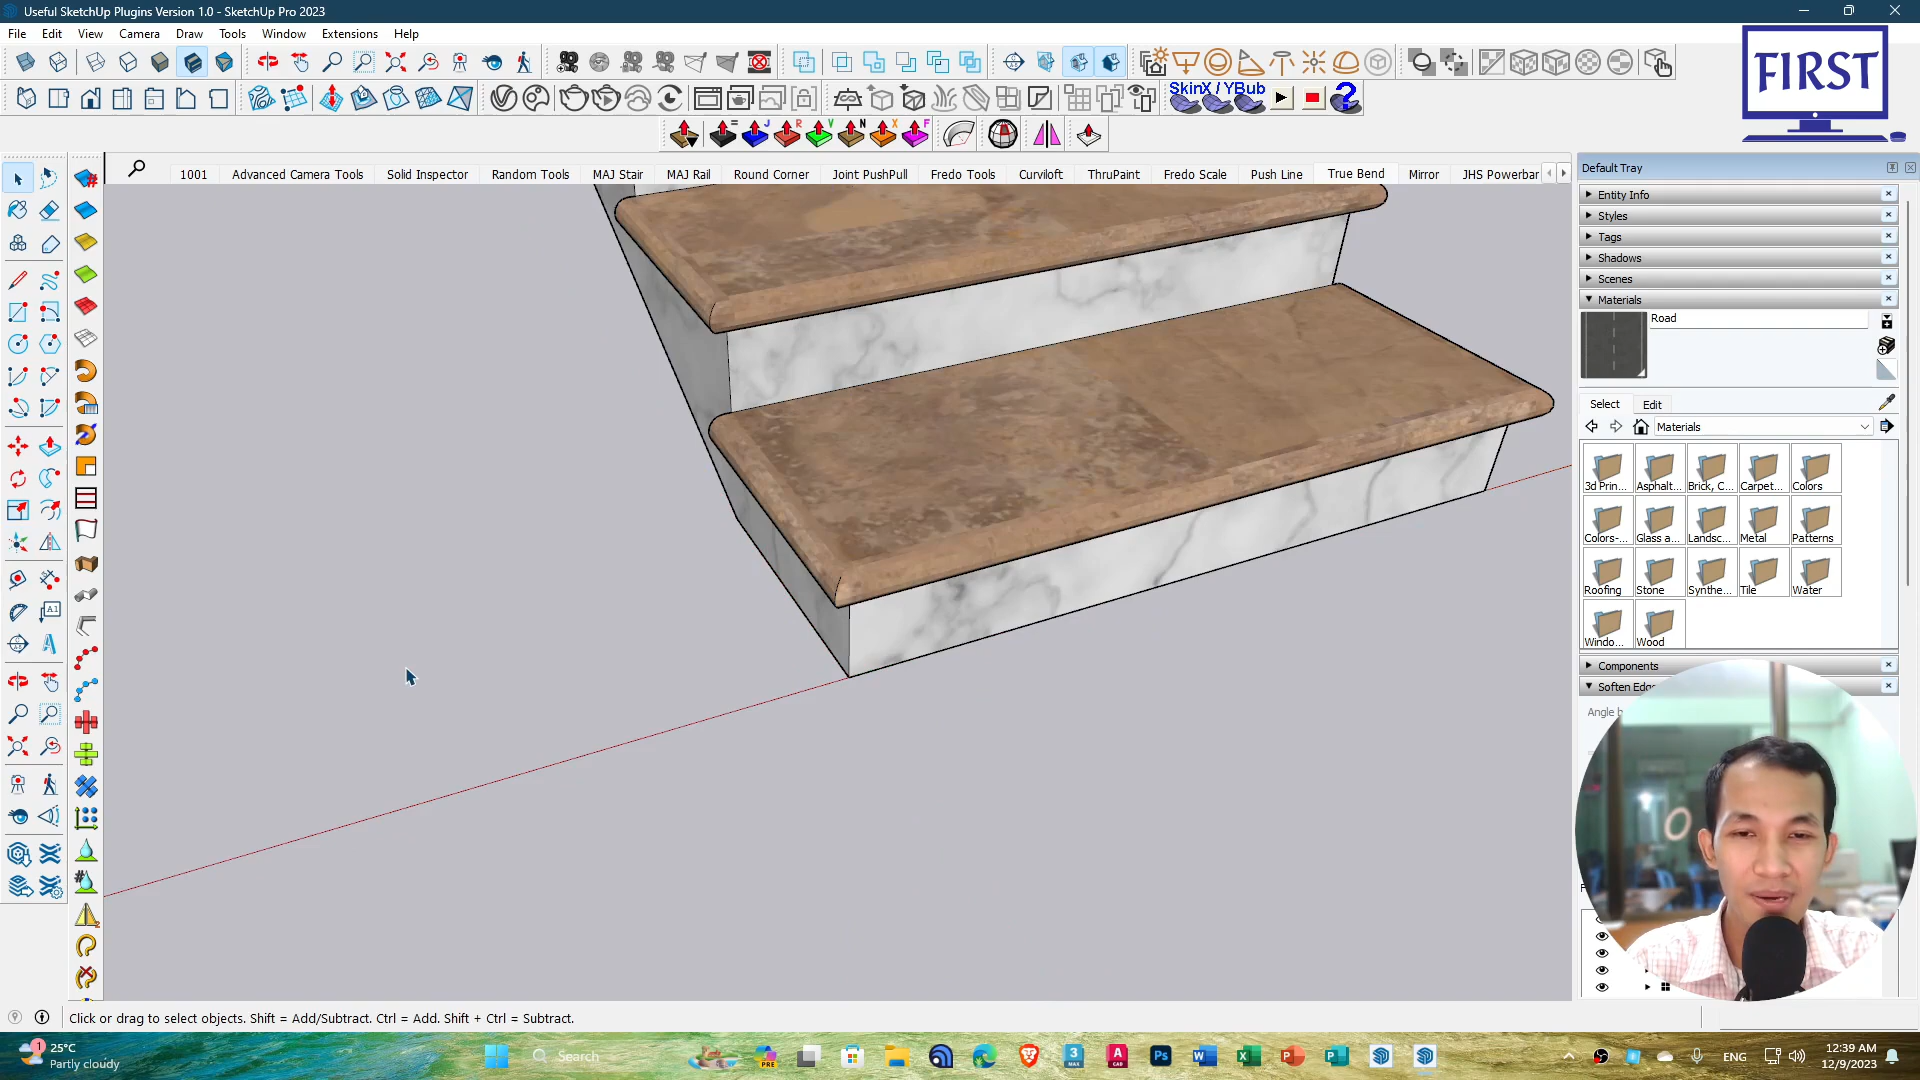 Useful SketchUp Plugins Version 1.0 - SketchUp Pro 2023
File Edit View Camera Draw Tools Window Extensions Help
FIRST
SkinX / YBub
= J R V N X F
1001 Advanced Camera Tools Solid Inspector Random Tools MAJ Stair MAJ Rail Round Corner Joint PushPull Fredo Tools Curviloft ThruPaint Fredo Scale Push Line True Bend Mirror JHS Powerbar
Default Tray
Entity Info
Styles
Tags
Shadows
Scenes
Materials
Road
Select Edit
Materials
3d Prin... Asphalt... Brick, C... Carpet... Colors
Colors-... Glass a... Landsc... Metal Patterns
Roofing Stone Synthe... Tile Water
Windo... Wood
Components
Soften Edg
Angle b
Click or drag to select objects. Shift = Add/Subtract. Ctrl = Add. Shift + Ctrl = Subtract.
1
25°C
Partly cloudy
Search
ENG
12:39 AM
12/9/2023